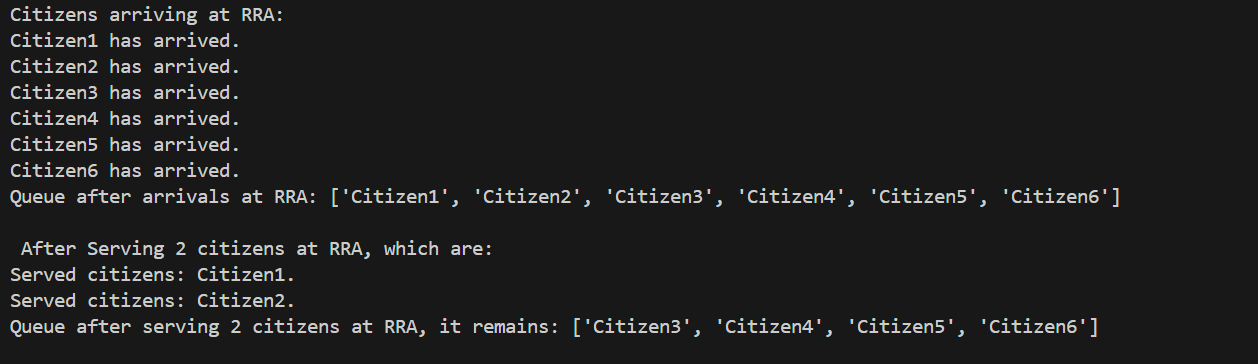 Citizens arriving at RRA:
Citizen1 has arrived.
Citizen2 has arrived.
Citizen3 has arrived.
Citizen4 has arrived.
Citizen5 has arrived.
Citizen6 has arrived.
Queue after arrivals at RRA: ['Citizen1', 'Citizen2', 'Citizen3', 'Citizen4', 'Citizen5', 'Citizen6']
After Serving 2 citizens at RRA, which are:
Served citizens: Citizen1.
Served citizens: Citizen2.
Queue after serving 2 citizens at RRA, it remains: ['Citizen3', 'Citizen4', 'Citizen5', 'Citizen6']